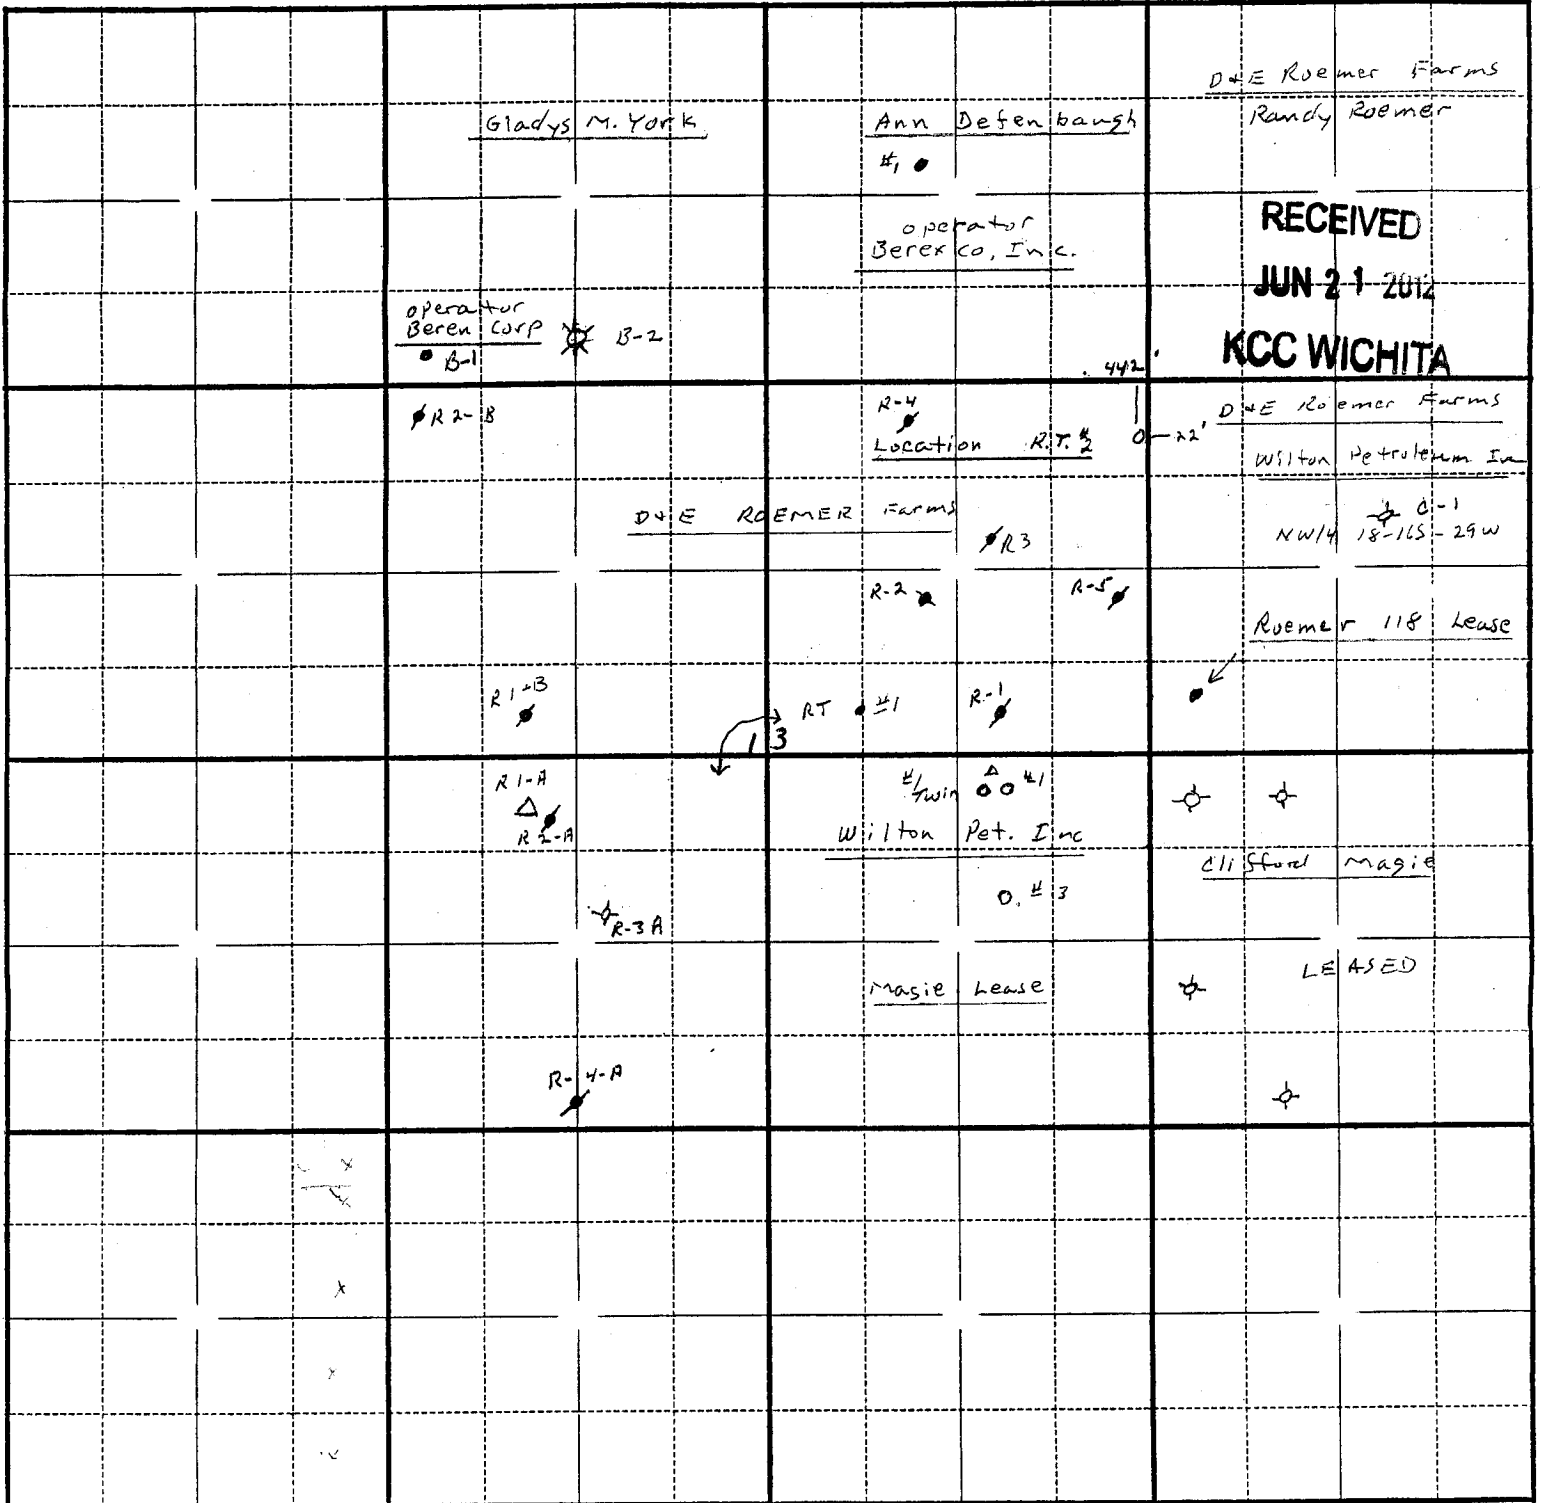 D&E Roemer Farms
Randy Roemer
Gladys M. York
Ann Defenbaugh
#1
RECEIVED
JUN 21 2012
KCC WICHITA
operator
Berexco, Inc.
operator
Beren Corp
B-2
B-1
442'
R2-B
R-4
Location R.T. #2
22'
D&E Roemer Farms
Wilton Petroleum Inc
C-1
NW/4 18-16S-29W
D&E ROEMER Farms
R3
R-2
R-5
Roemer 118 Lease
R1-B
RT #1
R-1
13
R1-A
R2-A
#1 Twin
#1
Wilton Pet. Inc
Clifford Magie
#3
R-3A
LEASED
Magie Lease
R-4-A